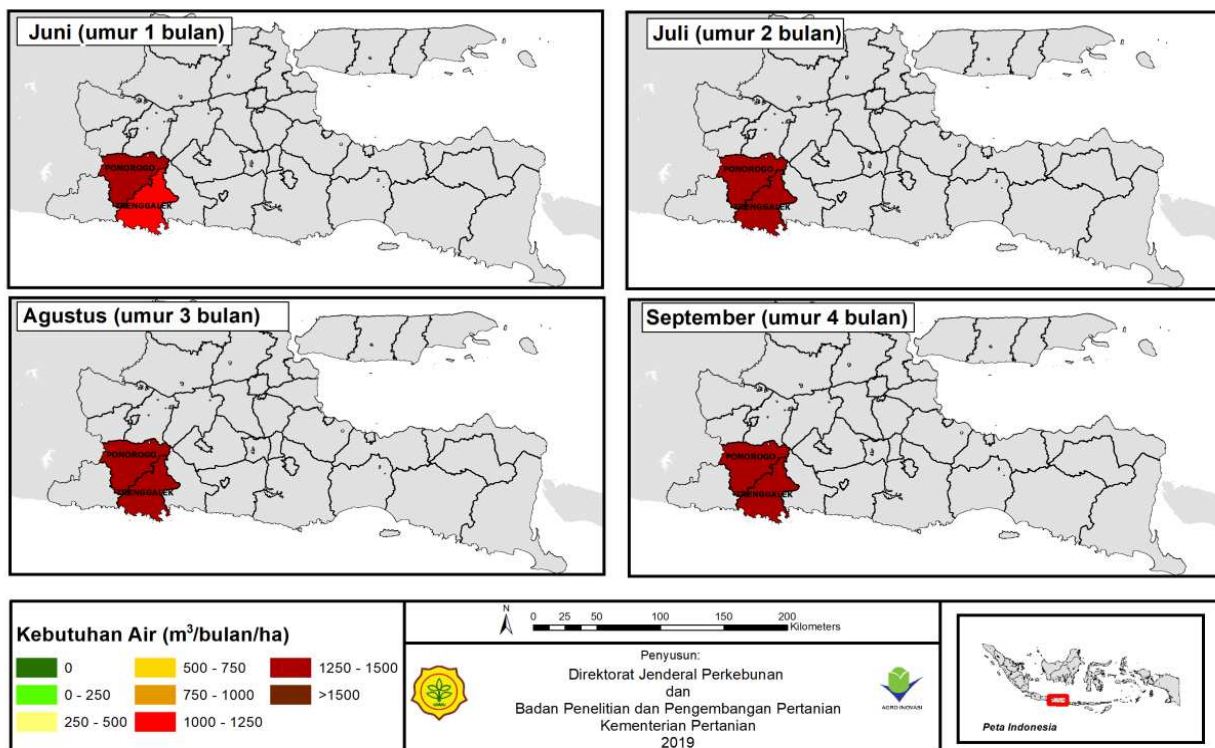 Juni (umur 1 bulan)
Juli (umur 2 bulan)
PONOROGO
TRENGGALEK
PONOROGO
TRENGGALEK
Agustus (umur 3 bulan)
September (umur 4 bulan)
PONOROGO
TRENGGALEK
PONOROGO
TRENGGALEK
Kebutuhan Air (m³/bulan/ha)
0
0 - 250
250 - 500
500 - 750
750 - 1000
1000 - 1250
1250 - 1500
>1500
N
0 25 50 100 150 200
Kilometers
Penyusun:
Direktorat Jenderal Perkebunan
dan
Badan Penelitian dan Pengembangan Pertanian
Kementerian Pertanian
2019
AGRO INOVASI
Peta Indonesia